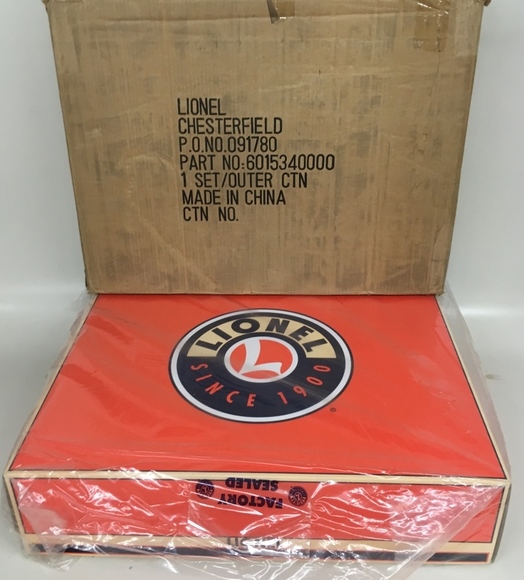 LIONEL
CHESTERFIELD
P.O.NO.091780
PART NO:6015340000
1 SET/OUTER CTN
MADE IN CHINA
CTN NO.
LIONEL
L
SINCE 1900
®
FACTORY
SEALED